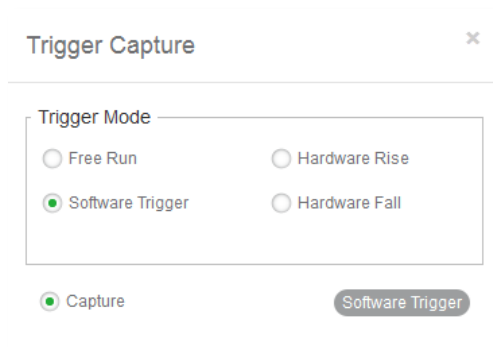 Trigger Capture
×
Trigger Mode
Free Run
Hardware Rise
Software Trigger
Hardware Fall
Capture
Software Trigger